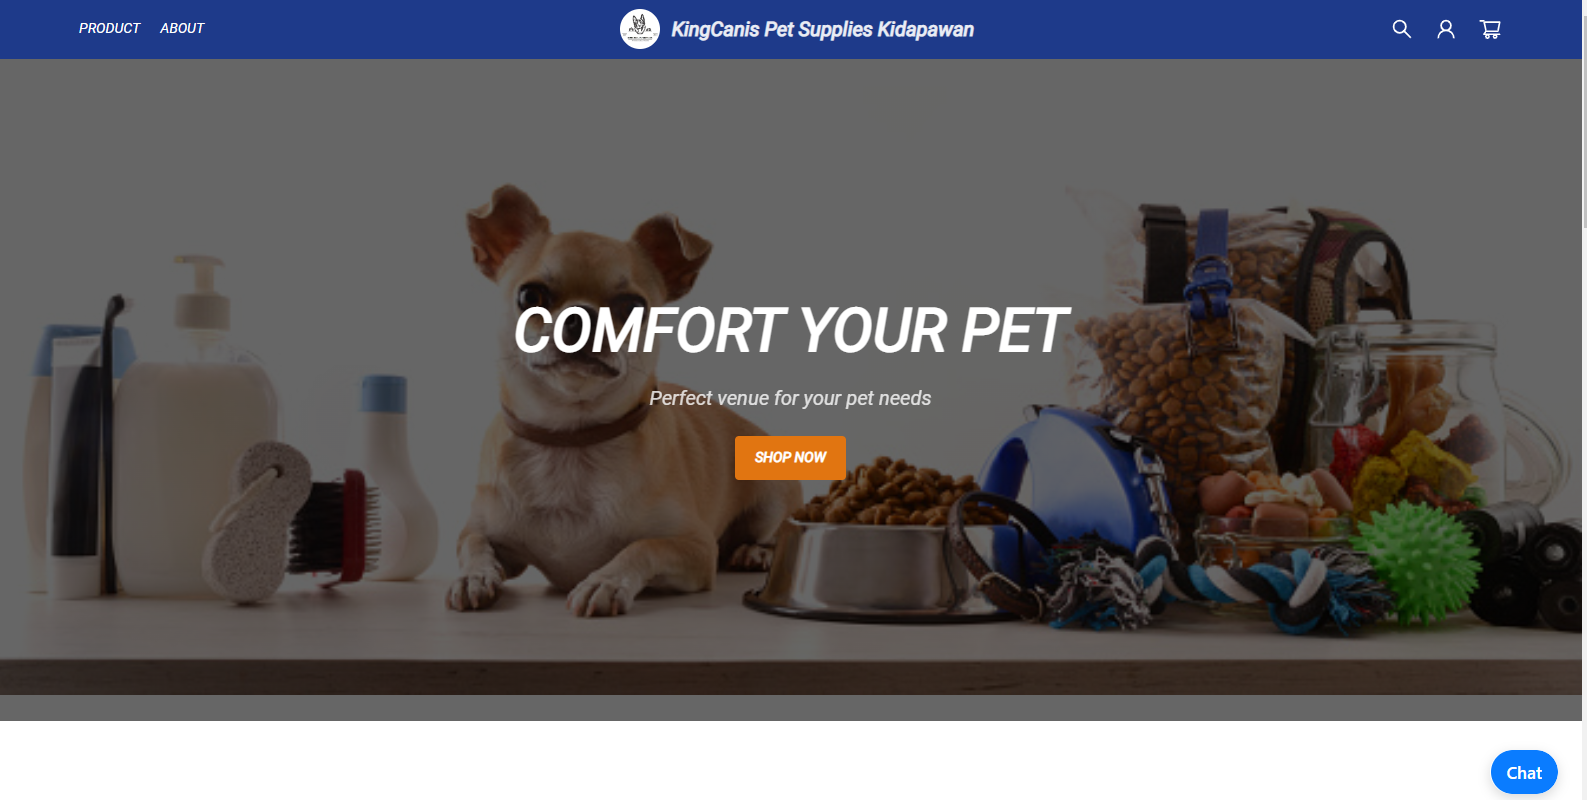 PRODUCT ABOUT
KingCanis Pet Supplies Kidapawan
COMFORT YOUR PET
Perfect venue for your pet needs
SHOP NOW
Chat